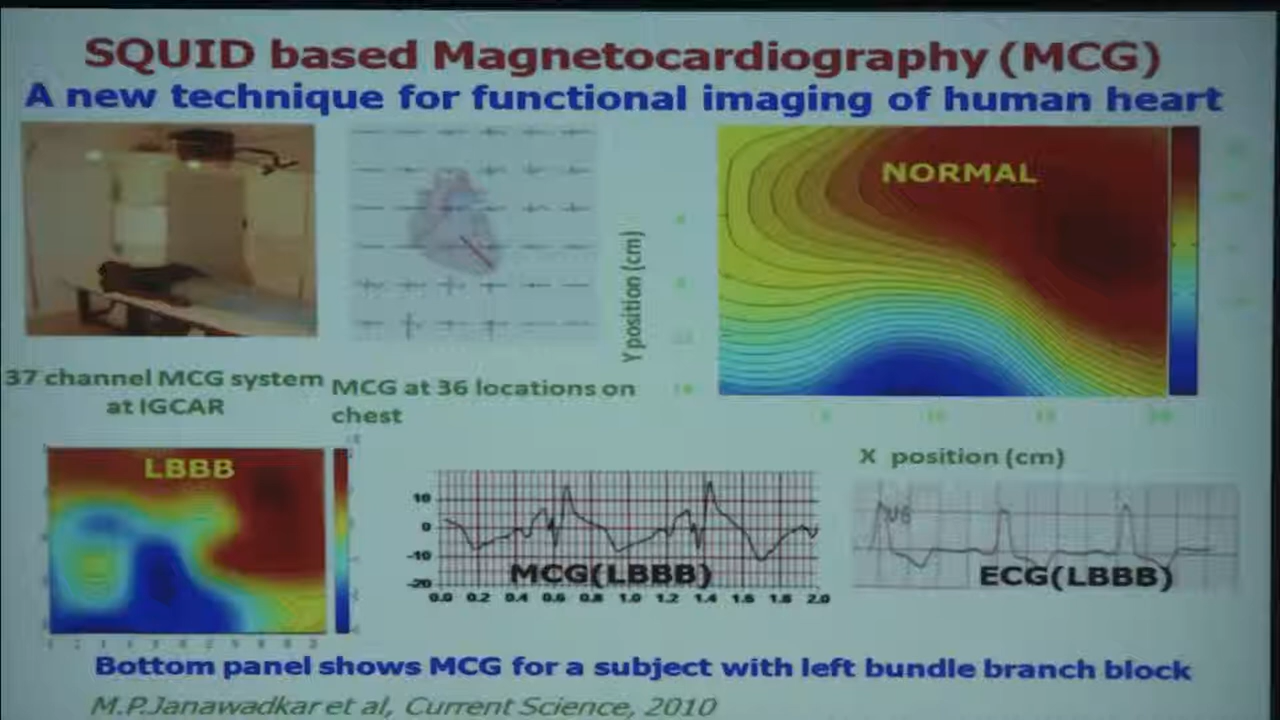 SQUID based Magnetocardiography (MCG)
A new technique for functional imaging of human heart
NORMAL
Y position (cm)
37 channel MCG system
at IGCAR
MCG at 36 locations on
chest
X position (cm)
LBBB
10
0
-10
-20
MCG(LBBB)
0.0 0.2 0.4 0.6 0.8 1.0 1.2 1.4 1.6 1.8 2.0
V6
ECG(LBBB)
Bottom panel shows MCG for a subject with left bundle branch block
M.P.Janawadkar et al, Current Science, 2010